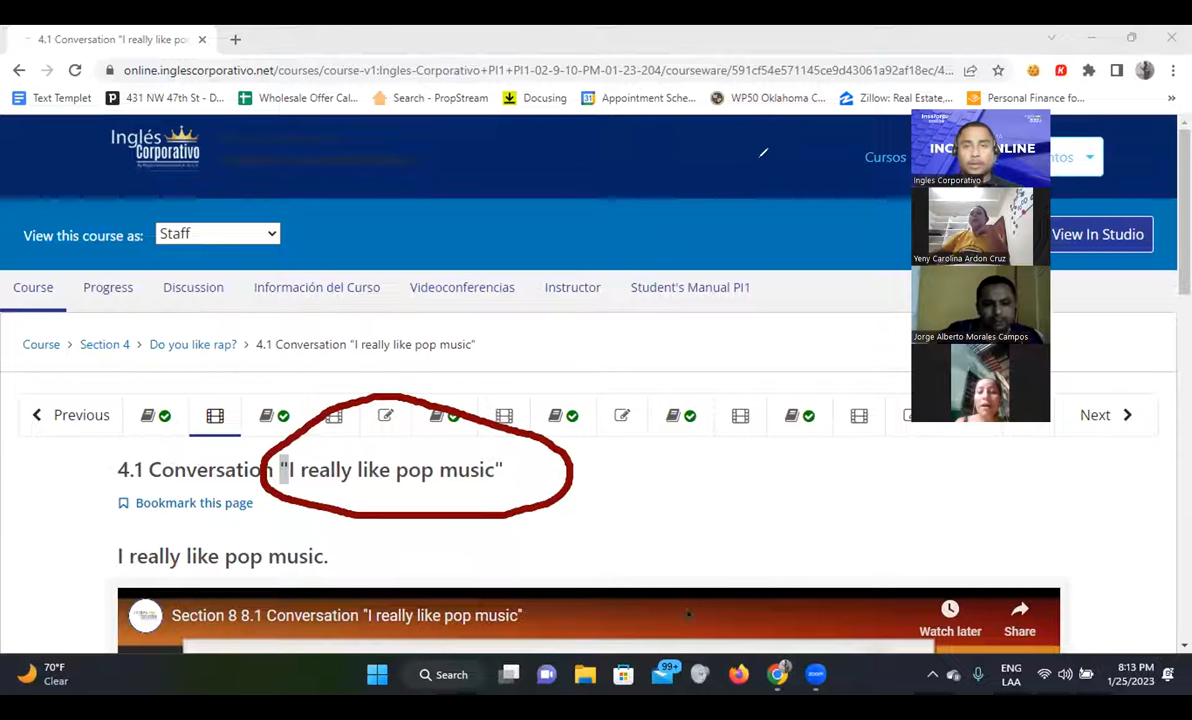 4.1 Conversation "I really like po
online.inglescorporativo.net/courses/course-v1:Ingles-Corporativo+PI1+PI1-02-9-10-PM-01-23-204/courseware/591cf54e571145ce9d43061a92af18ec/4...
Text Templet
431 NW 47th St - D...
Wholesale Offer Cal...
Search - PropStream
Docusing
Appointment Sche...
WP50 Oklahoma C...
Zillow: Real Estate,...
Personal Finance fo...
»
Inglés
Corporativo
Cursos
INC
ONLINE
ntos
Ingles Corporativo
View this course as:
Staff
Yeny Carolina Ardon Cruz
View In Studio
Course
Progress
Discussion
Información del Curso
Videoconferencias
Instructor
Student's Manual PI1
Jorge Alberto Morales Campos
Course > Section 4 > Do you like rap? > 4.1 Conversation "I really like pop music"
Previous
Next
4.1 Conversation "I really like pop music"
Bookmark this page
I really like pop music.
Section 8 8.1 Conversation "I really like pop music"
Watch later
Share
70°F
Clear
Search
99+
ENG
LAA
8:13 PM
1/25/2023